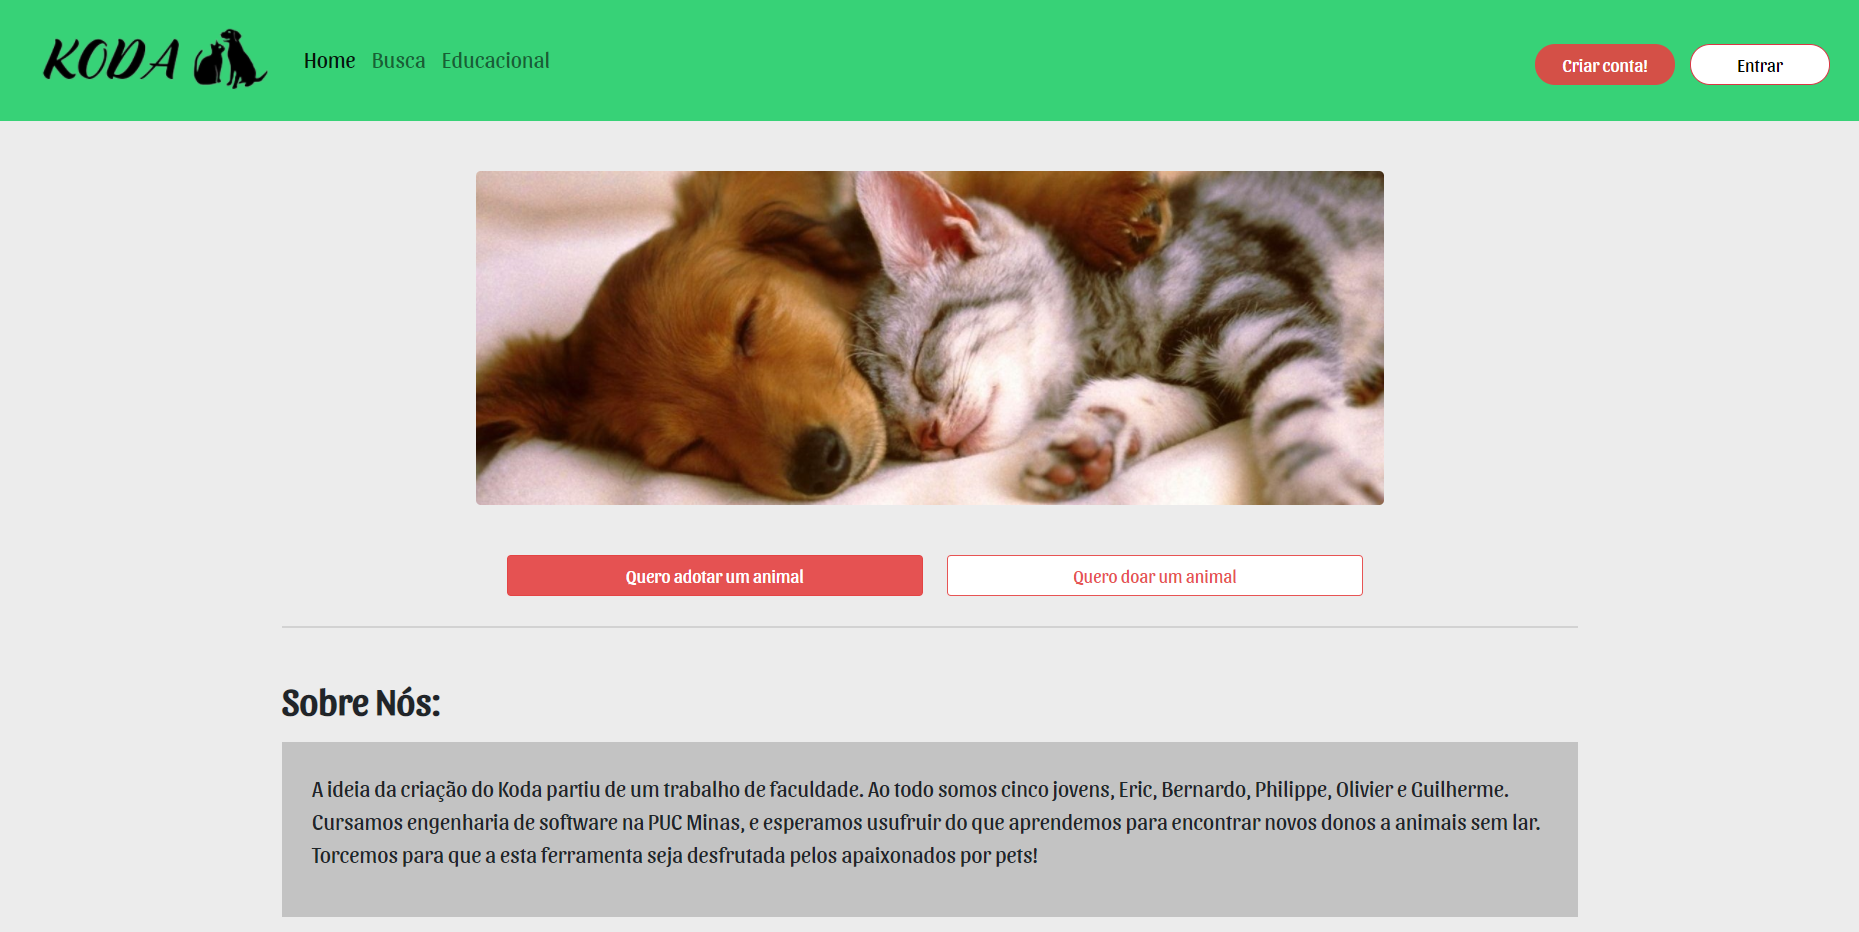 KODA
Home Busca Educacional
Criar conta! Entrar
Quero adotar um animal Quero doar um animal
Sobre Nós:
A ideia da criação do Koda partiu de um trabalho de faculdade. Ao todo somos cinco jovens, Eric, Bernardo, Philippe, Olivier e Guilherme.
Cursamos engenharia de software na PUC Minas, e esperamos usufruir do que aprendemos para encontrar novos donos a animais sem lar.
Torcemos para que a esta ferramenta seja desfrutada pelos apaixonados por pets!